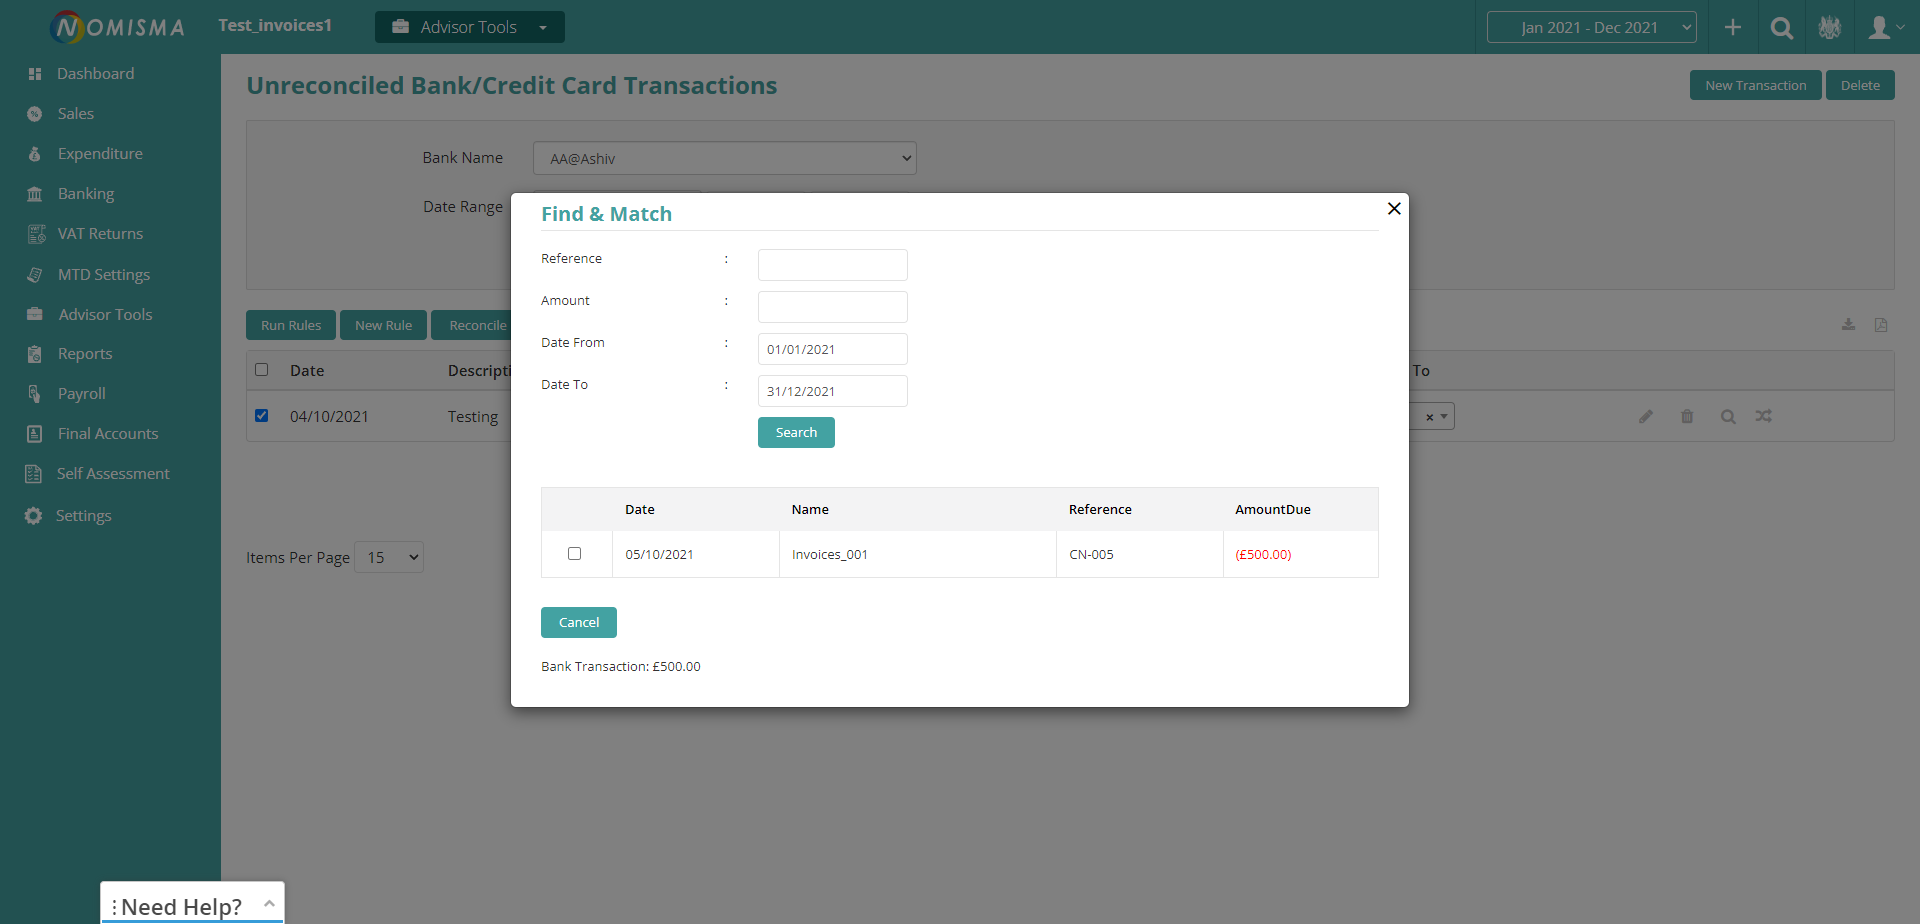 NOMISMA
Test_invoices1
Advisor Tools
Jan 2021 - Dec 2021
Dashboard
Sales
Expenditure
Banking
VAT Returns
MTD Settings
Advisor Tools
Reports
Payroll
Final Accounts
Self Assessment
Settings
Unreconciled Bank/Credit Card Transactions
New Transaction
Delete
Bank Name
AA@Ashiv
Date Range
Run Rules
New Rule
Reconcile
Date Descripti To
04/10/2021 Testing
Items Per Page 15
Find & Match
Reference :
Amount :
Date From : 01/01/2021
Date To : 31/12/2021
Search
Date Name Reference AmountDue
05/10/2021 Invoices_001 CN-005 (£500.00)
Cancel
Bank Transaction: £500.00
Need Help?